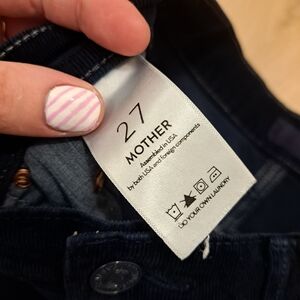 27
MOTHER
Assembled in USA
by both USA and foreign components
DO YOUR OWN LAUNDRY